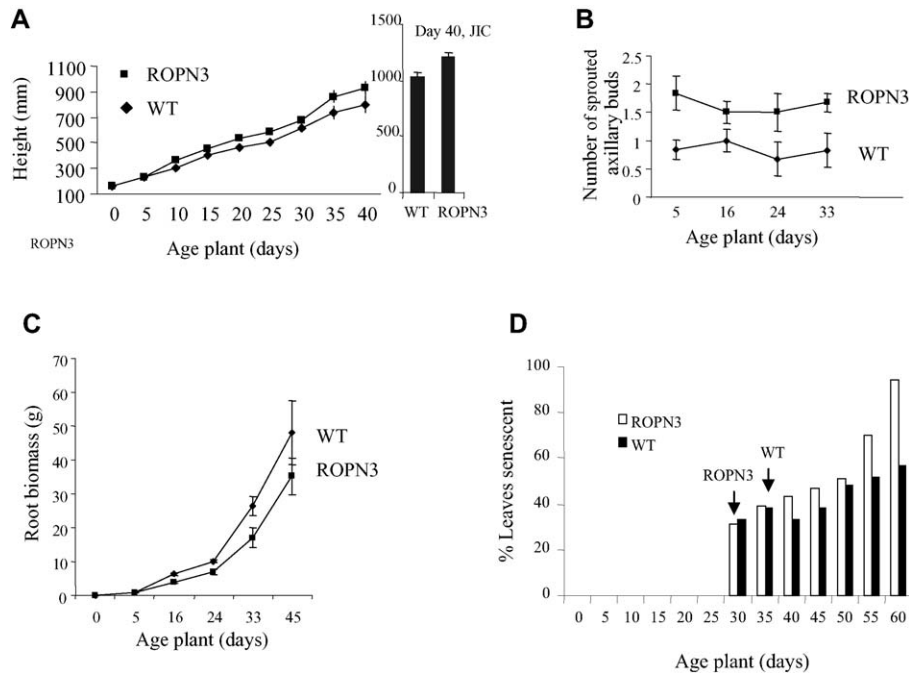 A
Height (mm)
1100
900
700
500
300
100
ROPN3
WT
0 5 10 15 20 25 30 35 40
Age plant (days)
ROPN3
Day 40, JIC
1500
1000
500
0
WT ROPN3
B
Number of sprouted
axillary buds
2.5
2
1.5
1
0.5
0
ROPN3
WT
5 16 24 33
Age plant (days)
C
Root biomass (g)
70
60
50
40
30
20
10
0
WT
ROPN3
0 5 16 24 33 45
Age plant (days)
D
% Leaves senescent
100
80
60
40
20
0
ROPN3
WT
ROPN3
WT
0 5 10 15 20 25 30 35 40 45 50 55 60
Age plant (days)